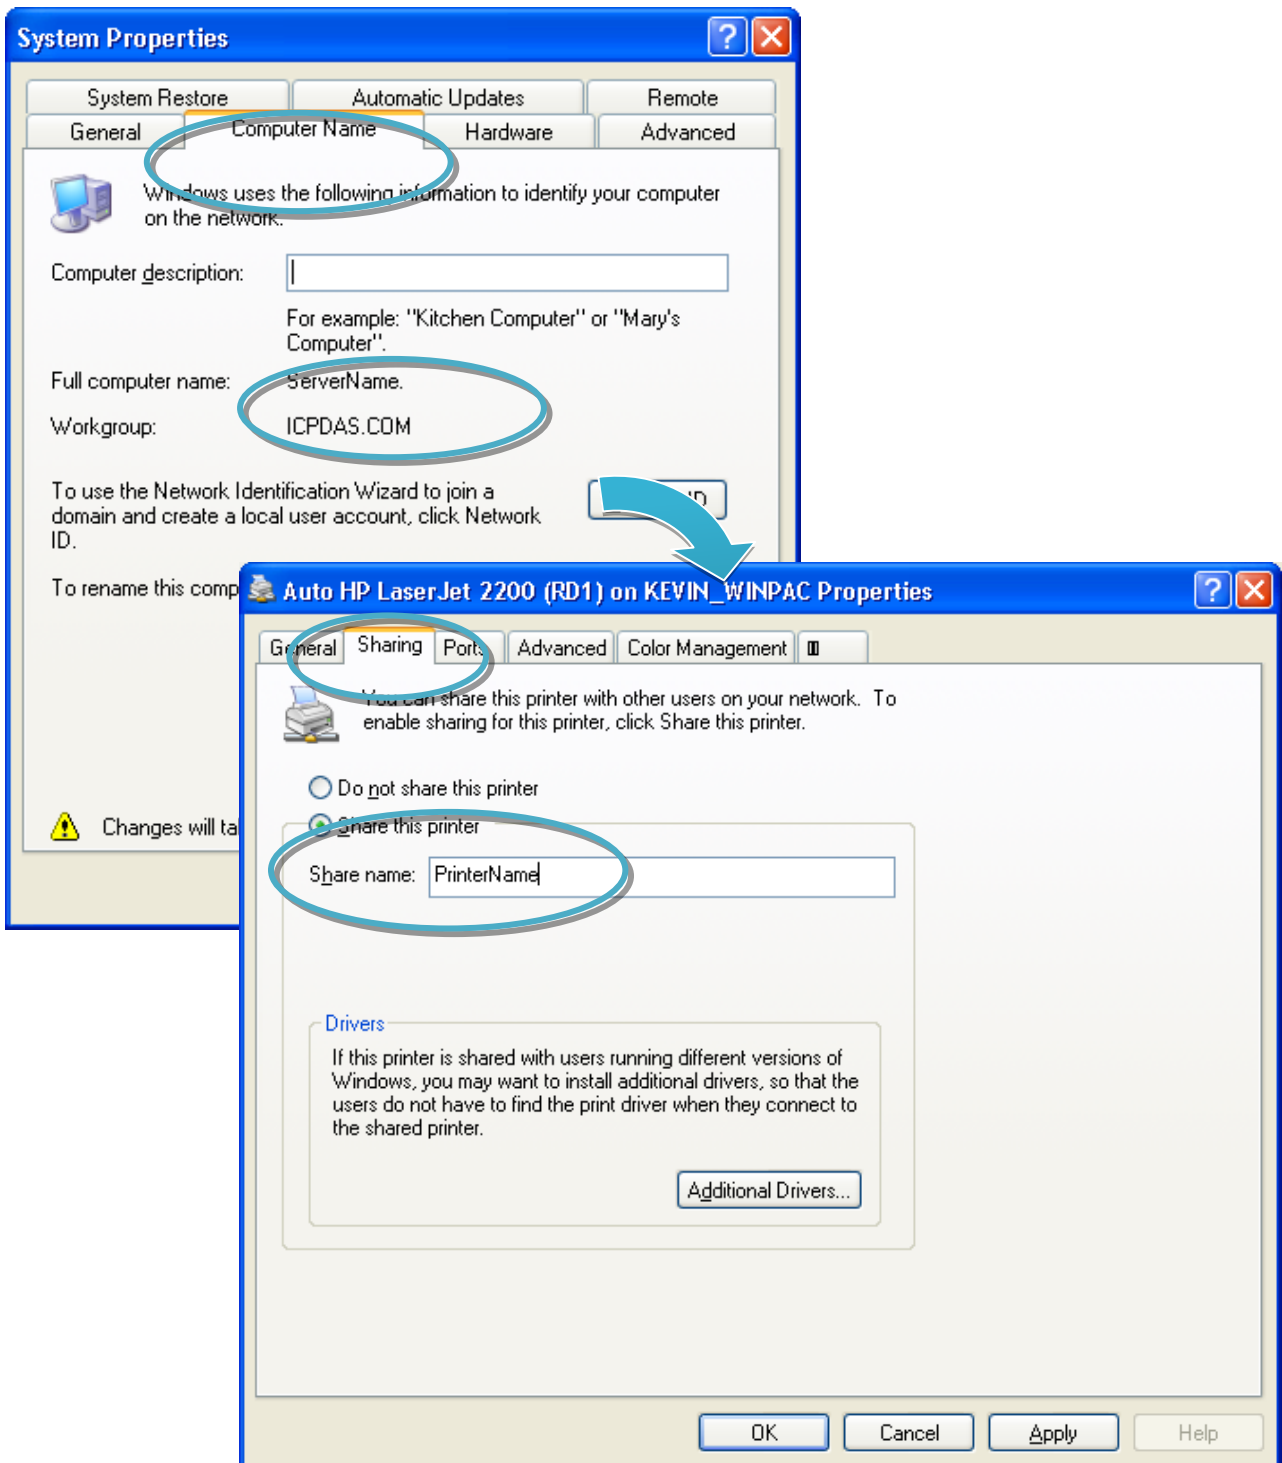 System Properties
System Restore
Automatic Updates
Remote
General
Computer Name
Hardware
Advanced
Windows uses the following information to identify your computer
on the network.
Computer description:
For example: "Kitchen Computer" or "Mary's
Computer".
Full computer name:
ServerName.
Workgroup:
ICPDAS.COM
To use the Network Identification Wizard to join a
domain and create a local user account, click Network
ID.
To rename this comp
Changes will ta
Auto HP LaserJet 2200 (RD1) on KEVIN_WINPAC Properties
General
Sharing
Ports
Advanced
Color Management
You can share this printer with other users on your network. To
enable sharing for this printer, click Share this printer.
Do not share this printer
Share this printer
Share name:
PrinterName
Drivers
If this printer is shared with users running different versions of
Windows, you may want to install additional drivers, so that the
users do not have to find the print driver when they connect to
the shared printer.
Additional Drivers...
OK
Cancel
Apply
Help